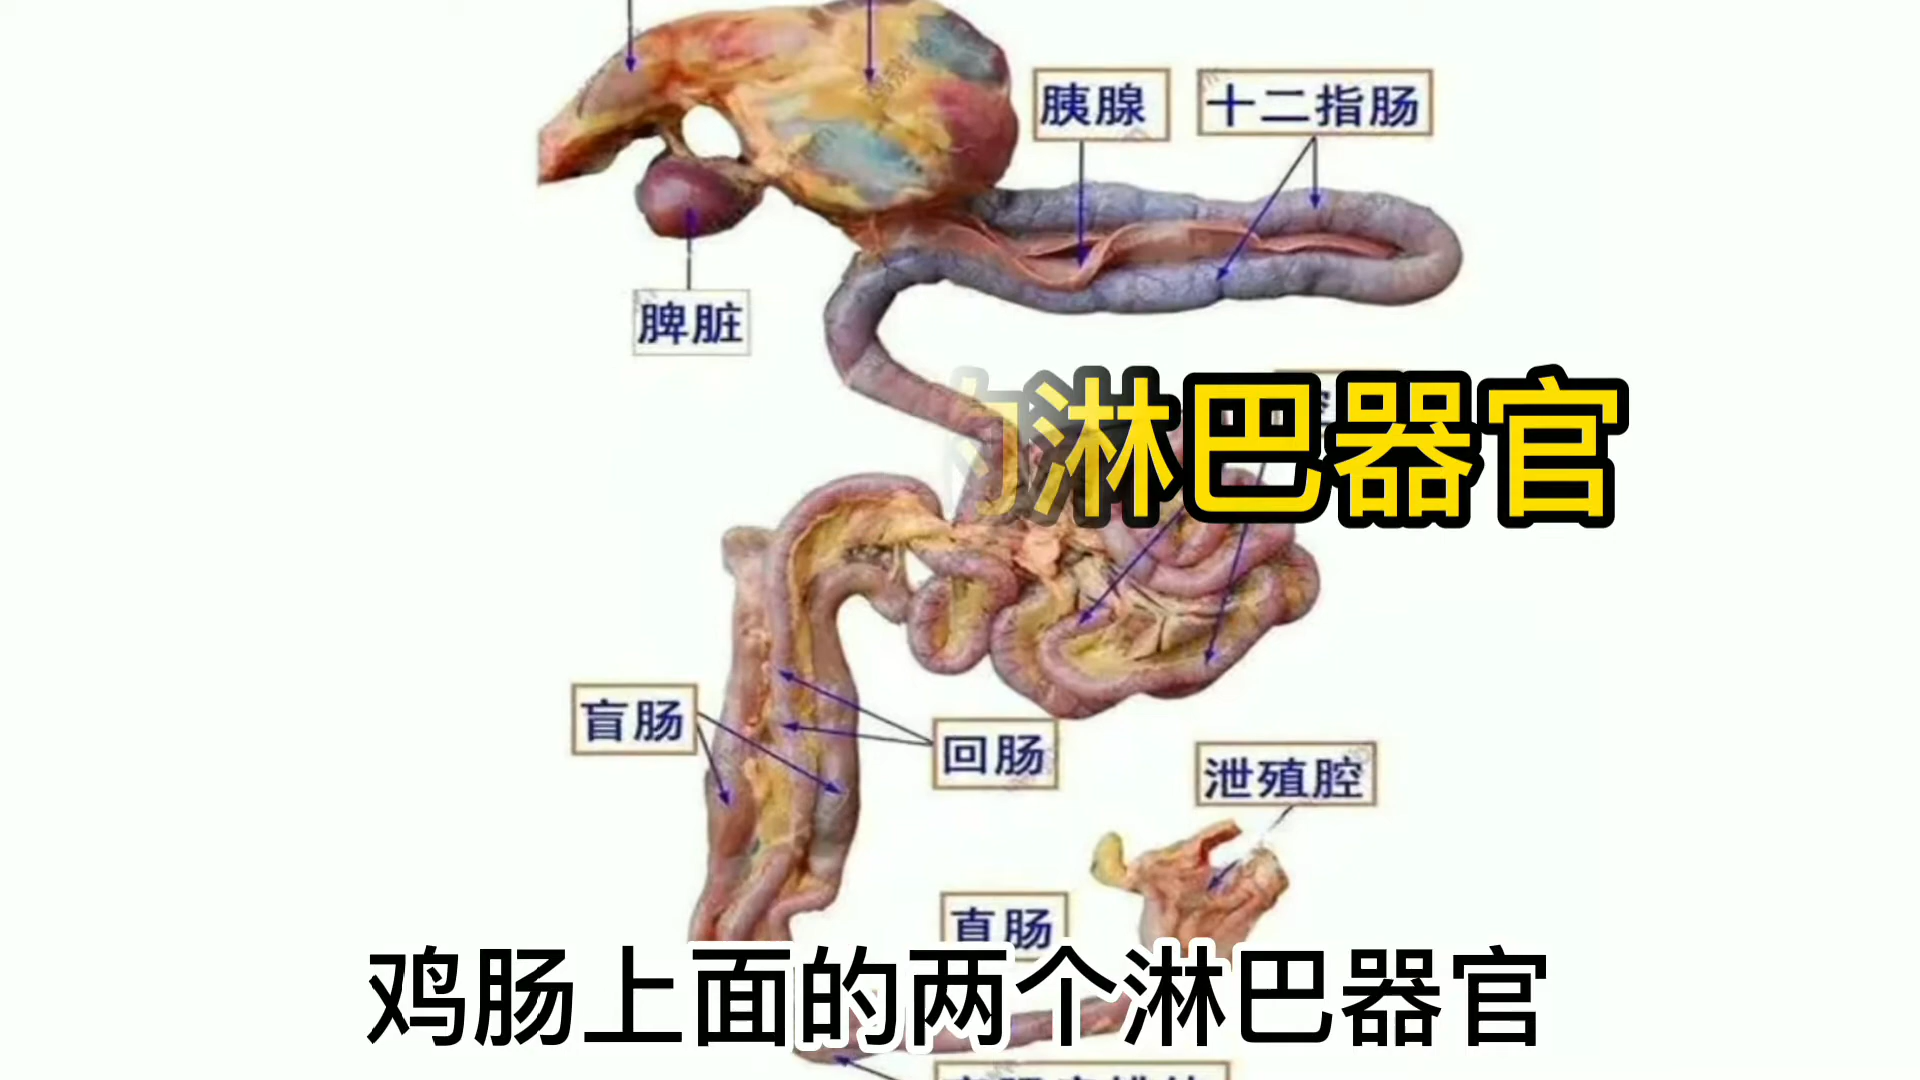 胰腺
十二指肠
脾脏
的淋巴器官
盲肠
回肠
泄殖腔
直肠
鸡肠上面的两个淋巴器官